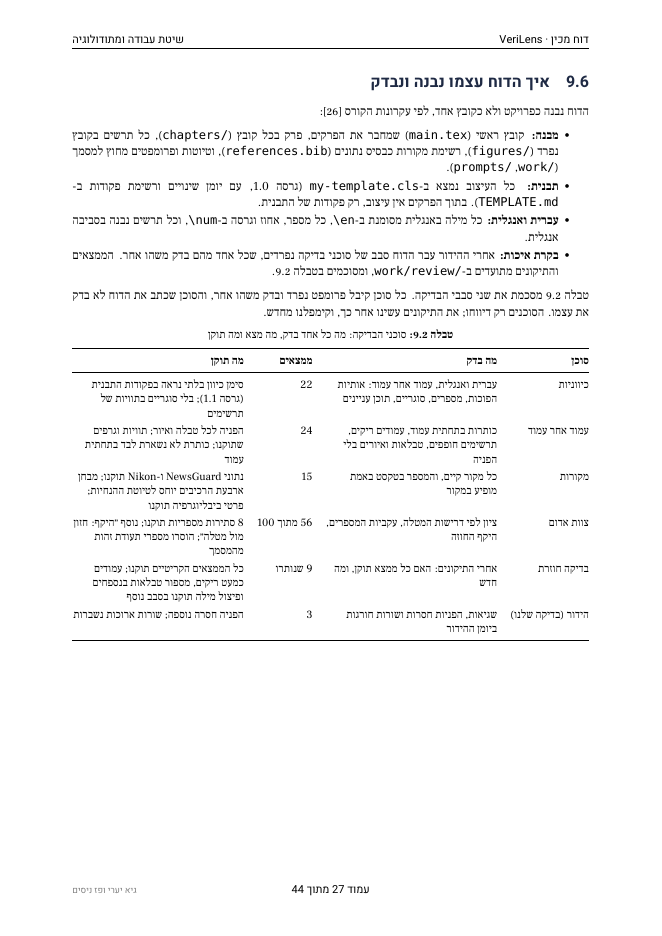 דוח מכין · VeriLens
שיטת עבודה ומתודולוגיה
9.6 איך הדוח עצמו נבנה ונבדק
הדוח נבנה כפרויקט ולא כקובץ אחד, לפי עקרונות הקורס [26]:
• מבנה: קובץ ראשי (main.tex) שמחבר את הפרקים, פרק בכל קובץ (chapters/), כל תרשים בקובץ
נפרד (figures/), רשימת מקורות כבסיס נתונים (references.bib), וטיוטות ופרומפטים מחוץ למסמך
(prompts/ ,work/).
• תבנית: כל העיצוב נמצא ב-my-template.cls (גרסה 1.0, עם יומן שינויים ורשימת פקודות ב-
TEMPLATE.md). בתוך הפרקים אין עיצוב, רק פקודות של התבנית.
• עברית ואנגלית: כל מילה באנגלית מסומנת ב-\en, כל מספר, אחוז וגרסה ב-\num, וכל תרשים נבנה בסביבה
אנגלית.
• בקרת איכות: אחרי ההידור עבר הדוח סבב של סוכני בדיקה נפרדים, שכל אחד מהם בדק משהו אחר. הממצאים
והתיקונים מתועדים ב-work/review/, ומסוכמים בטבלה 9.2.
טבלה 9.2 מסכמת את שני סבבי הבדיקה. כל סוכן קיבל פרומפט נפרד ובדק משהו אחר, והסוכן שכתב את הדוח לא בדק
את עצמו. הסוכנים רק דיווחו; את התיקונים עשינו אחר כך, וקימפלנו מחדש.
טבלה 9.2: סוכני הבדיקה: מה כל אחד בדק, מה מצא ומה תוקן
סוכן מה בדק ממצאים מה תוקן
כיווניות עברית ואנגלית, עמוד אחר עמוד: אותיות 22 סימן כיוון בלתי נראה בפקודות התבנית
הפוכות, מספרים, סוגריים, תוכן עניינים (גרסה 1.1); בלי סוגריים בתוויות של
תרשימים
עמוד אחר עמוד כותרות בתחתית עמוד, עמודים ריקים, 24 הפניה לכל טבלה ואיור; תוויות וגרפים
תרשימים חופפים, טבלאות ואיורים בלי שתוקנו; כותרת לא נשארת לבד בתחתית
הפניה עמוד
מקורות כל מקור קיים, והמספר בטקסט באמת 15 נתוני NewsGuard ו-Nikon תוקנו; מבחן
מופיע במקור ארבעת הרכיבים יוחס לטיוטת ההנחיות;
פרטי ביבליוגרפיה תוקנו
צוות אדום ציון לפי דרישות המטלה, עקביות המספרים, 56 מתוך 100 8 סתירות מספריות תוקנו; נוסף "היקף: חזון
היקף החוזה מול מטלה"; הוסרו מספרי תעודת זהות
מהמסמך
בדיקה חוזרת אחרי התיקונים: האם כל ממצא תוקן, ומה 9 שנותרו כל הממצאים הקריטיים תוקנו; עמודים
חדש כמעט ריקים, מספור טבלאות בנספחים
ופיצול מילה תוקנו בסבב נוסף
הידור (בדיקה שלנו) שגיאות, הפניות חסרות ושורות חורגות 3 הפניה חסרה נוספה; שורות ארוכות נשברות
ביומן ההידור
עמוד 27 מתוך 44
גיא יערי ופז ניסים